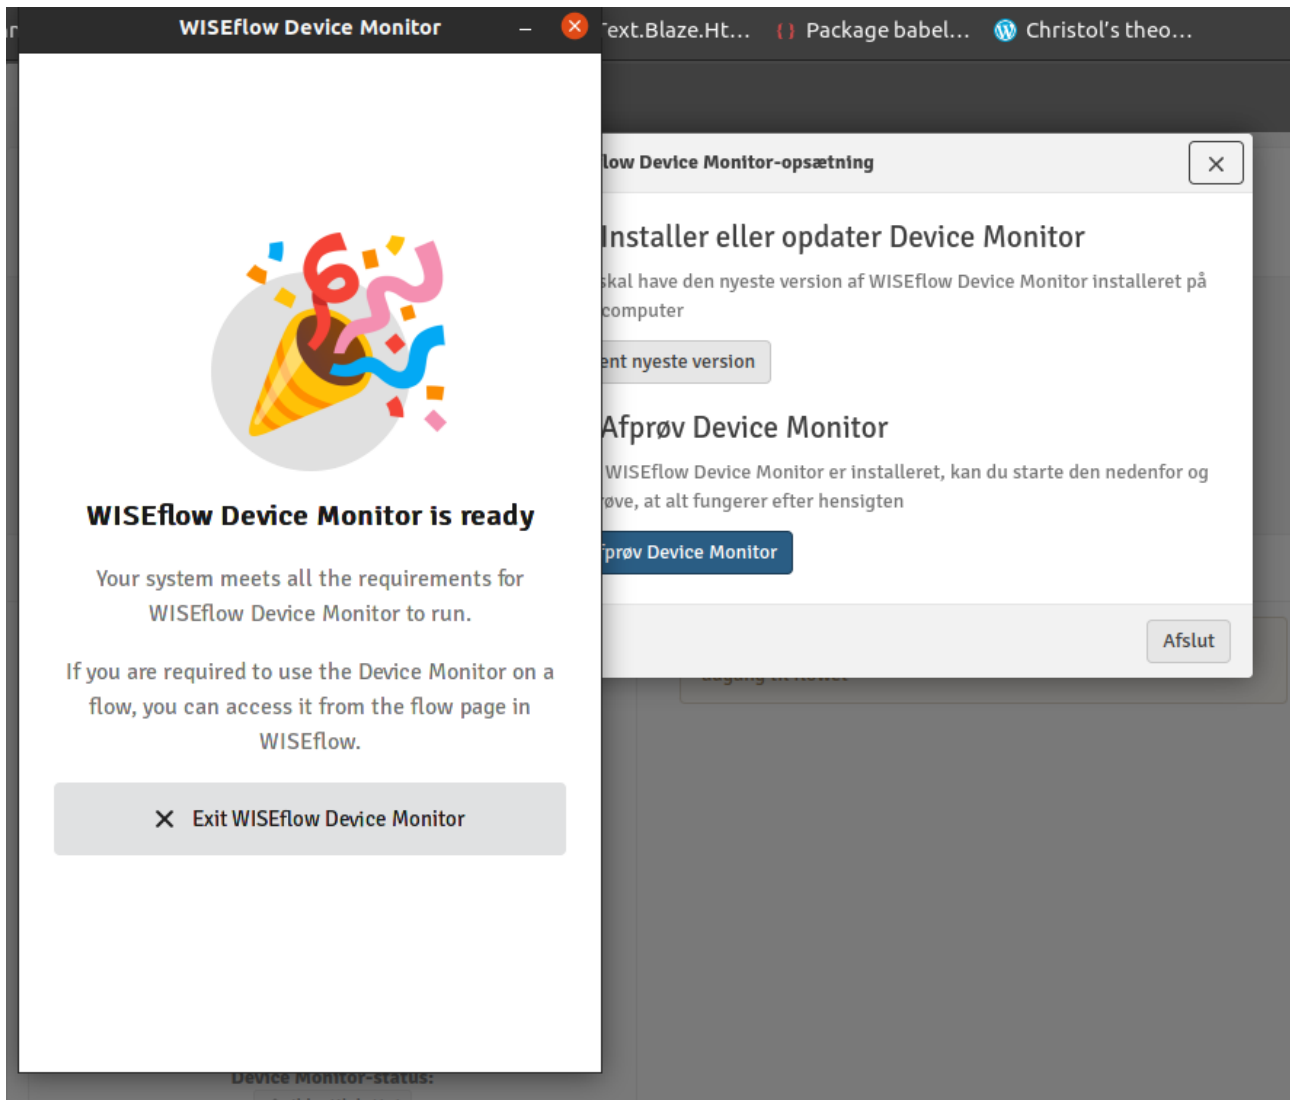 WISEflow Device Monitor
Text.Blaze.Ht... Package babel... Christol's theo...
WISEflow Device Monitor is ready
Your system meets all the requirements for
WISEflow Device Monitor to run.
If you are required to use the Device Monitor on a
flow, you can access it from the flow page in
WISEflow.
Exit WISEflow Device Monitor
low Device Monitor-opsætning
Installer eller opdater Device Monitor
skal have den nyeste version af WISEflow Device Monitor installeret på
computer
ent nyeste version
Afprøv Device Monitor
WISEflow Device Monitor er installeret, kan du starte den nedenfor og
røve, at alt fungerer efter hensigten
fprøv Device Monitor
Afslut
adgang til flowet
Device Monitor-status: